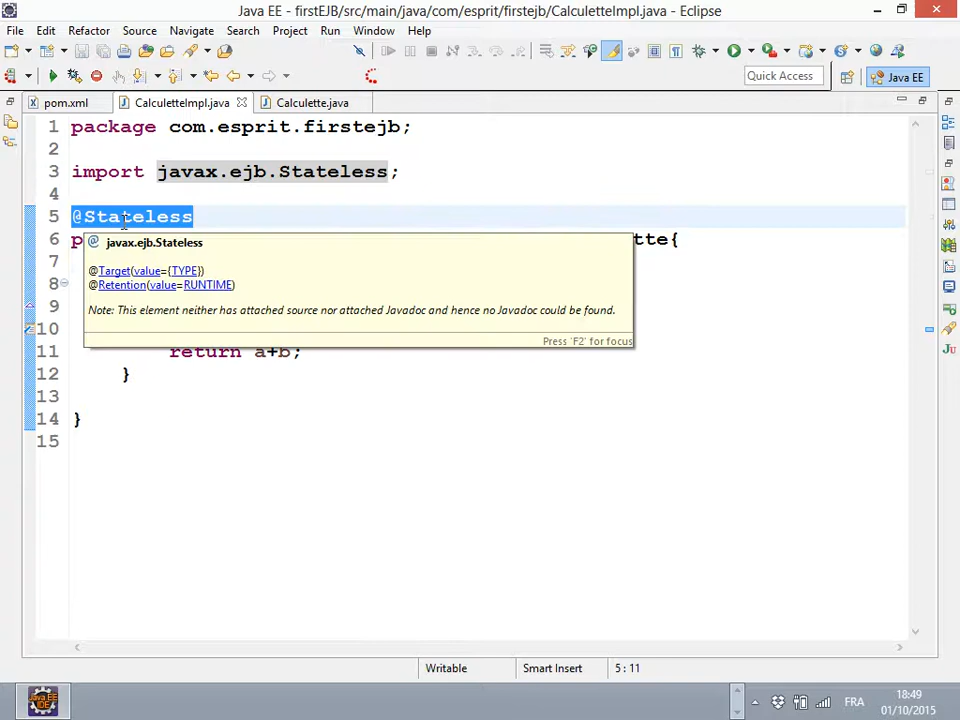 Java EE - firstEJB/src/main/java/com/esprit/firstejb/CalculetteImpl.java - Eclipse
File Edit Refactor Source Navigate Search Project Run Window Help
Quick Access
Java EE
pom.xml
CalculetteImpl.java
Calculette.java
1 package com.esprit.firstejb;
2
3 import javax.ejb.Stateless;
4
5 @Stateless
6 p tte{
@ javax.ejb.Stateless
7
@Target(value={TYPE})
8
@Retention(value=RUNTIME)
9
Note: This element neither has attached source nor attached Javadoc and hence no Javadoc could be found.
10
Press 'F2' for focus
11 return a+b;
12 }
13
14 }
15
Writable
Smart Insert
5 : 11
Java EE
IDE
FRA
18:49
01/10/2015